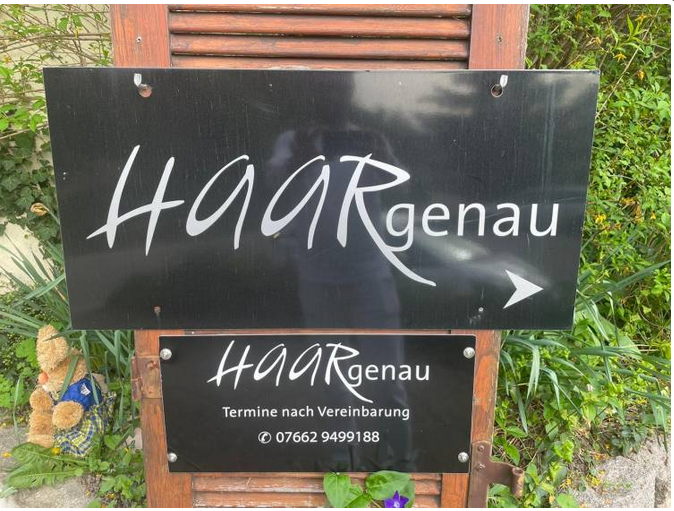 HAARgenau
HAARgenau
Termine nach Vereinbarung
✆ 07662 9499188